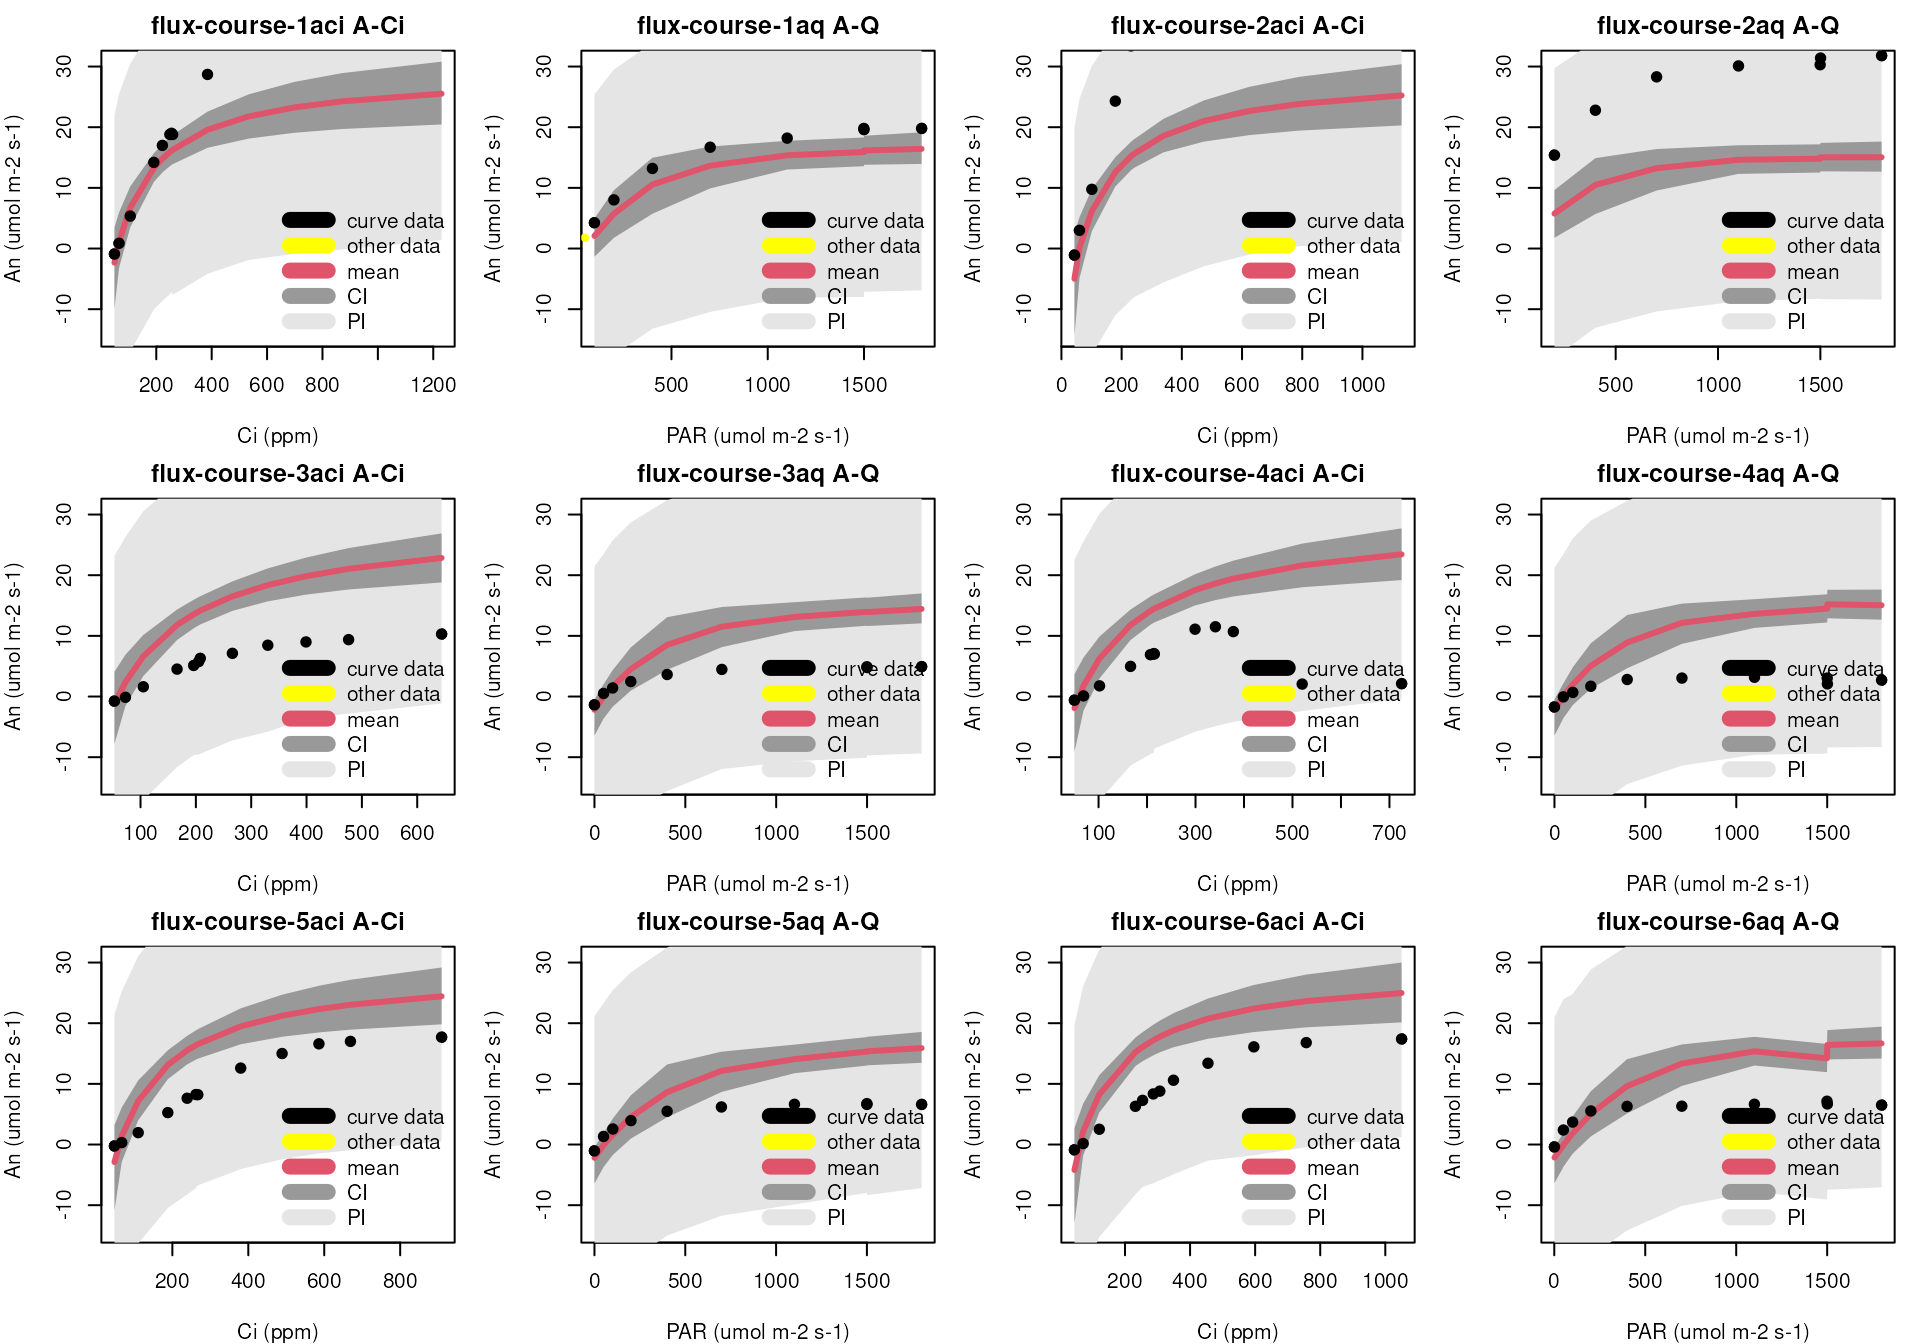 flux-course-1aci A-Ci
An (umol m-2 s-1)
30
20
10
0
-10
curve data
other data
mean
CI
PI
200 400 600 800 1200
Ci (ppm)
flux-course-1aq A-Q
An (umol m-2 s-1)
30
20
10
0
-10
curve data
other data
mean
CI
PI
500 1000 1500
PAR (umol m-2 s-1)
flux-course-2aci A-Ci
An (umol m-2 s-1)
30
20
10
0
-10
curve data
other data
mean
CI
PI
0 200 400 600 800 1000
Ci (ppm)
flux-course-2aq A-Q
An (umol m-2 s-1)
30
20
10
0
-10
curve data
other data
mean
CI
PI
500 1000 1500
PAR (umol m-2 s-1)
flux-course-3aci A-Ci
An (umol m-2 s-1)
30
20
10
0
-10
curve data
other data
mean
CI
PI
100 200 300 400 500 600
Ci (ppm)
flux-course-3aq A-Q
An (umol m-2 s-1)
30
20
10
0
-10
curve data
other data
mean
CI
PI
0 500 1000 1500
PAR (umol m-2 s-1)
flux-course-4aci A-Ci
An (umol m-2 s-1)
30
20
10
0
-10
curve data
other data
mean
CI
PI
100 300 500 700
Ci (ppm)
flux-course-4aq A-Q
An (umol m-2 s-1)
30
20
10
0
-10
curve data
other data
mean
CI
PI
0 500 1000 1500
PAR (umol m-2 s-1)
flux-course-5aci A-Ci
An (umol m-2 s-1)
30
20
10
0
-10
curve data
other data
mean
CI
PI
200 400 600 800
Ci (ppm)
flux-course-5aq A-Q
An (umol m-2 s-1)
30
20
10
0
-10
curve data
other data
mean
CI
PI
0 500 1000 1500
PAR (umol m-2 s-1)
flux-course-6aci A-Ci
An (umol m-2 s-1)
30
20
10
0
-10
curve data
other data
mean
CI
PI
200 400 600 800 1000
Ci (ppm)
flux-course-6aq A-Q
An (umol m-2 s-1)
30
20
10
0
-10
curve data
other data
mean
CI
PI
0 500 1000 1500
PAR (umol m-2 s-1)